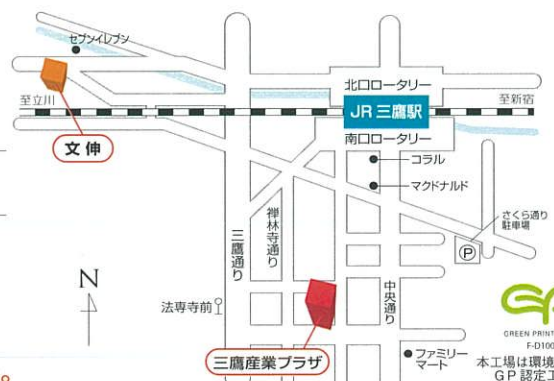 セブンイレブン
北口ロータリー
至立川
至新宿
JR 三鷹駅
文 伸
南口ロータリー
コラル
マクドナルド
さくら通り
駐車場
P
三鷹通り
禅林寺通り
中央通り
N
法専寺前
三鷹産業プラザ
ファミリー
マート
GREEN PRINT
F-D100
本工場は環境
GP認定工